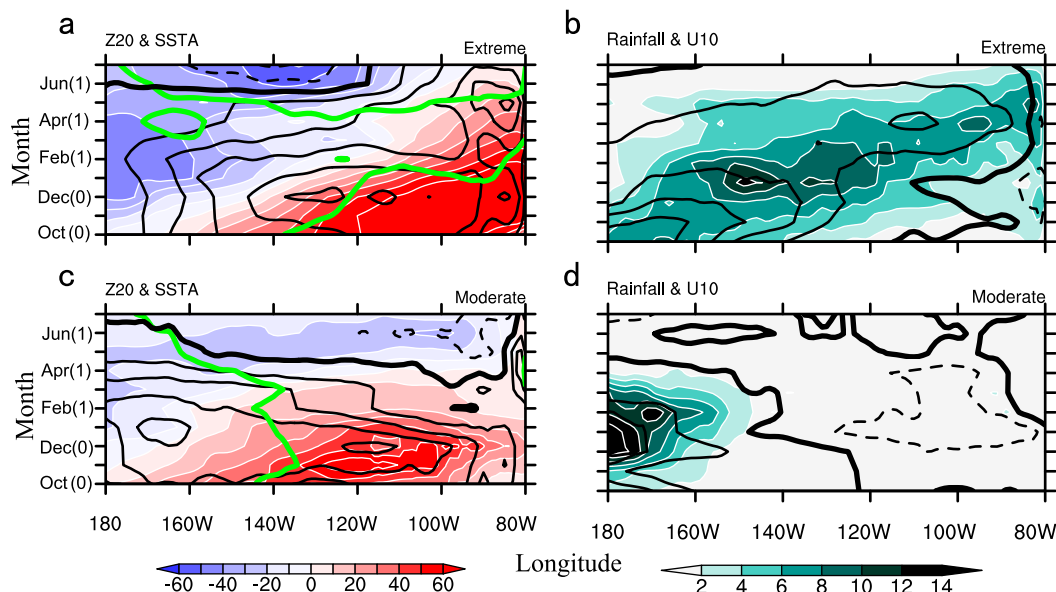 a
Z20 & SSTA
Extreme
b
Rainfall & U10
Extreme
Jun(1)
Apr(1)
Feb(1)
Dec(0)
Oct(0)
Month
c
Z20 & SSTA
Moderate
d
Rainfall & U10
Moderate
Jun(1)
Apr(1)
Feb(1)
Dec(0)
Oct(0)
Month
180 160W 140W 120W 100W 80W
180 160W 140W 120W 100W 80W
Longitude
-60 -40 -20 0 20 40 60
2 4 6 8 10 12 14